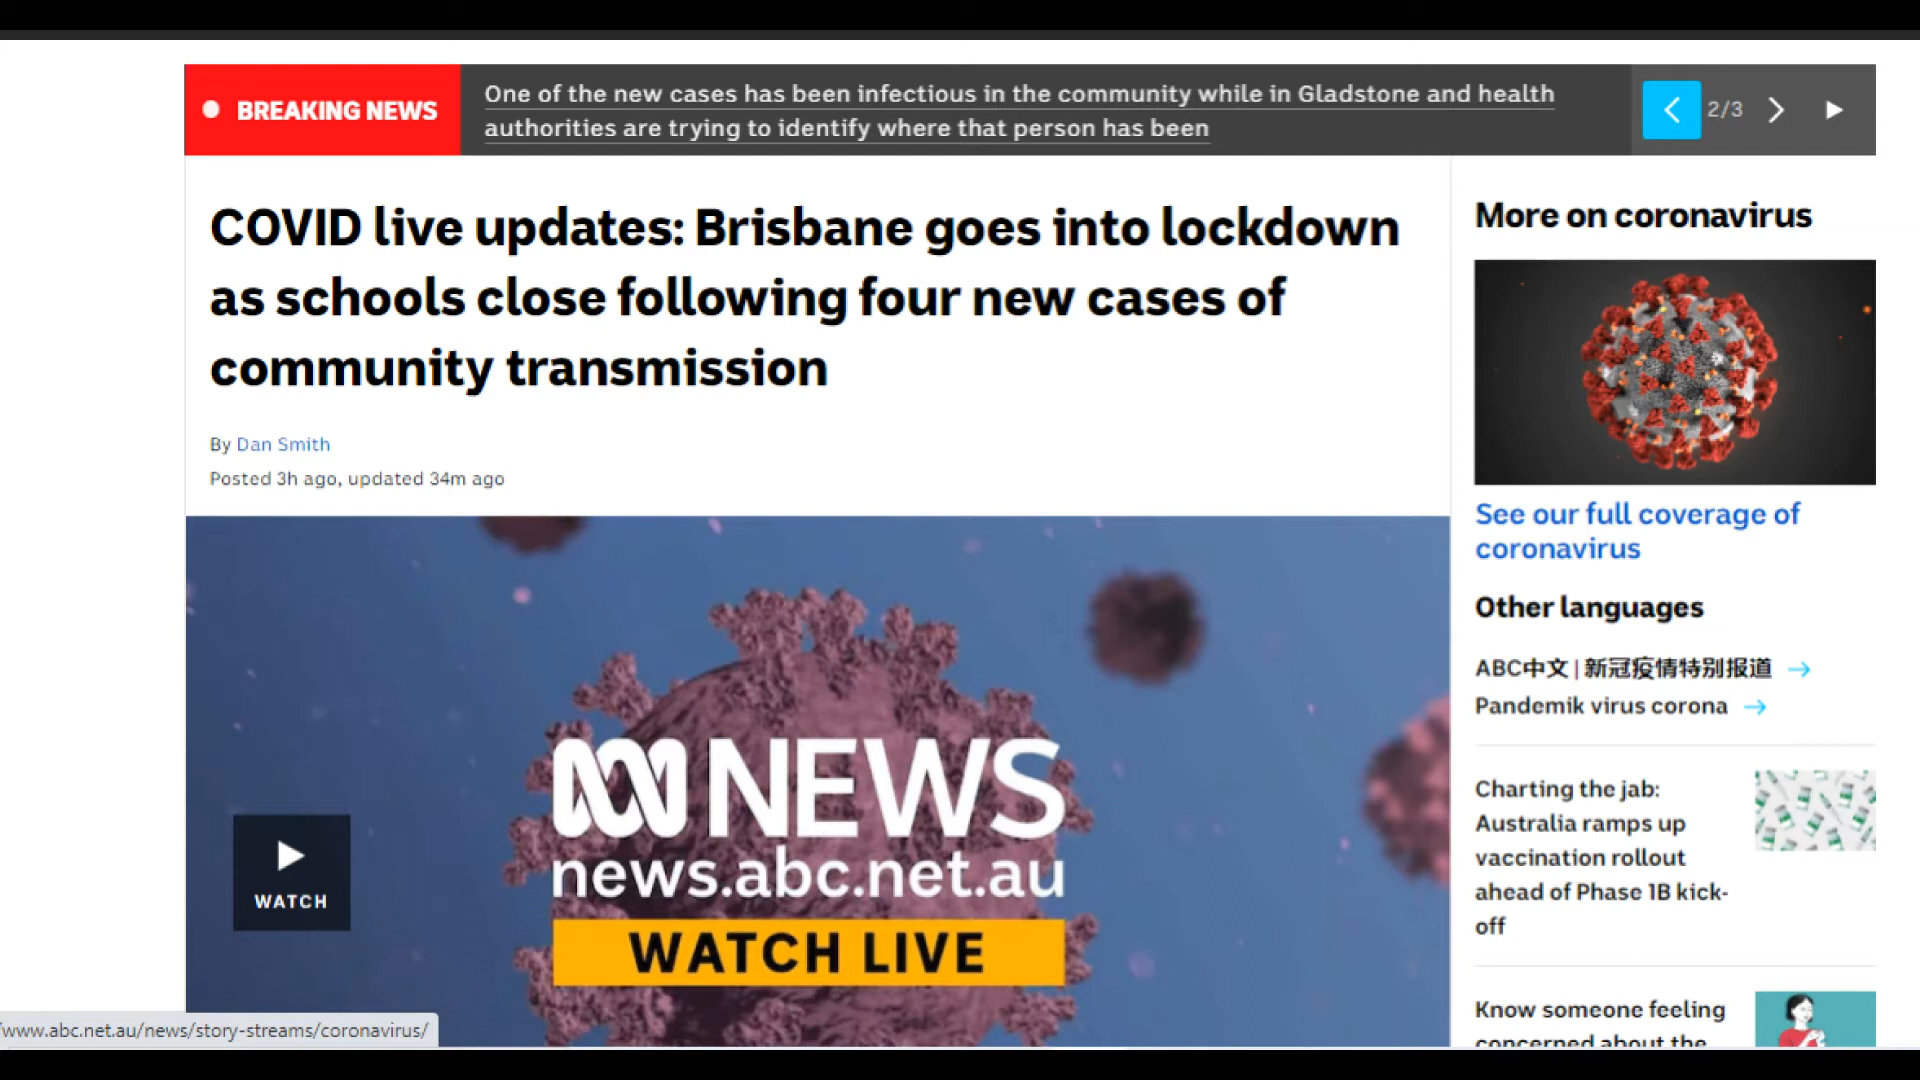 BREAKING NEWS
One of the new cases has been infectious in the community while in Gladstone and health
authorities are trying to identify where that person has been
2/3
COVID live updates: Brisbane goes into lockdown
as schools close following four new cases of
community transmission
By Dan Smith
Posted 3h ago, updated 34m ago
NEWS
news.abc.net.au
WATCH LIVE
WATCH
More on coronavirus
See our full coverage of
coronavirus
Other languages
ABC中文 | 新冠疫情特别报道
Pandemik virus corona
Charting the jab:
Australia ramps up
vaccination rollout
ahead of Phase 1B kick-
off
Know someone feeling
concerned about the
www.abc.net.au/news/story-streams/coronavirus/